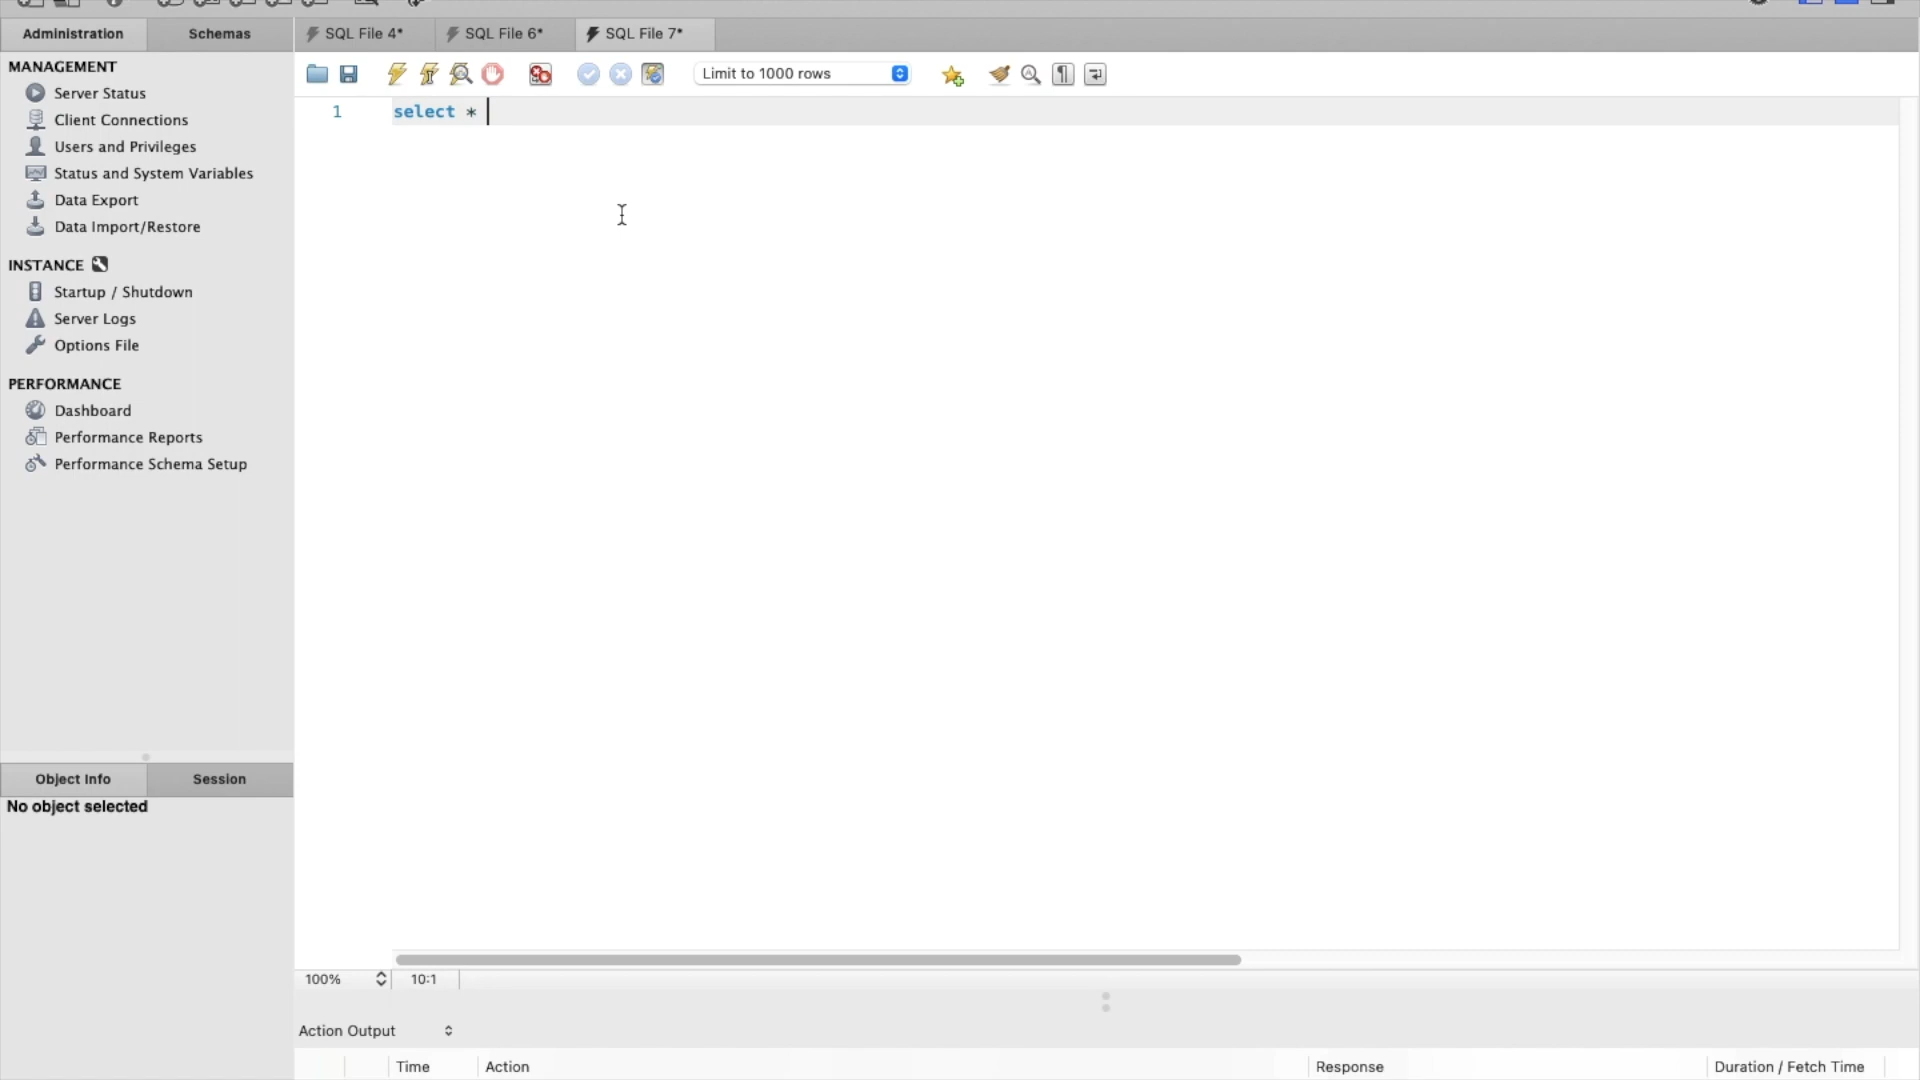 Administration Schemas SQL File 4* SQL File 6* SQL File 7*
MANAGEMENT
Server Status
Client Connections
Users and Privileges
Status and System Variables
Data Export
Data Import/Restore
INSTANCE
Startup / Shutdown
Server Logs
Options File
PERFORMANCE
Dashboard
Performance Reports
Performance Schema Setup
Object Info Session
No object selected
Limit to 1000 rows
1 select *
100% 10:1
Action Output
Time Action Response Duration / Fetch Time